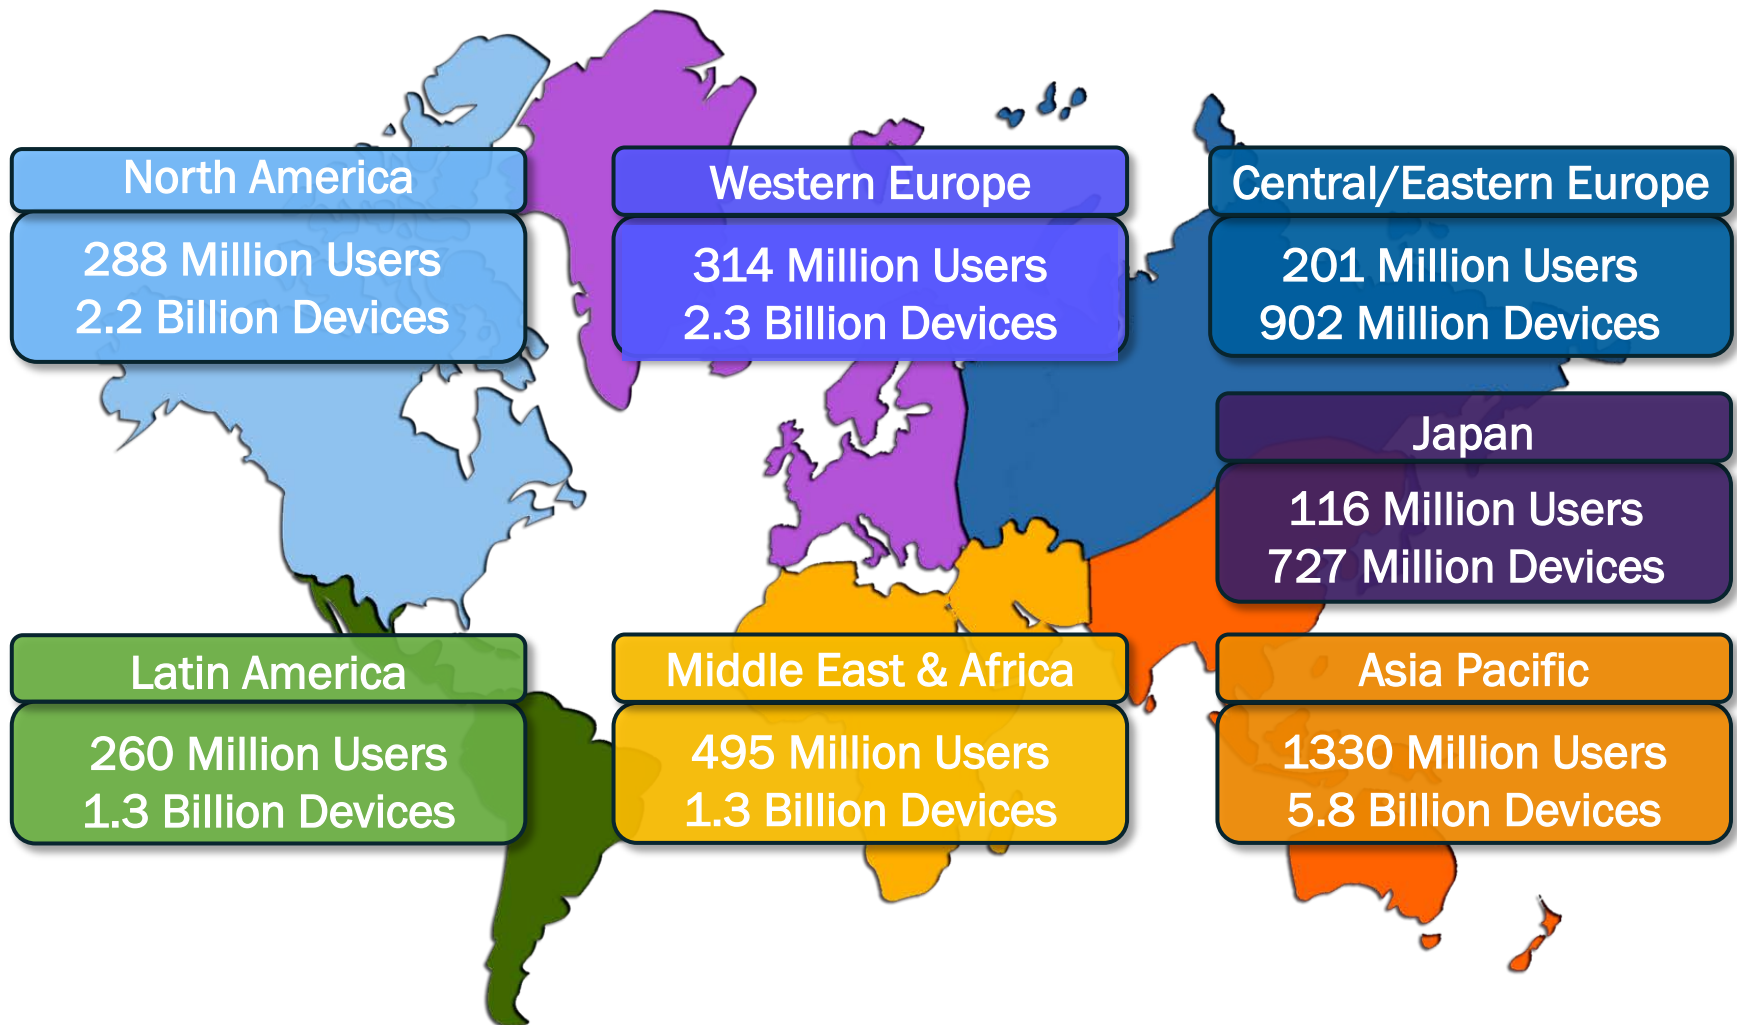 North America
288 Million Users
2.2 Billion Devices
Western Europe
314 Million Users
2.3 Billion Devices
Central/Eastern Europe
201 Million Users
902 Million Devices
Japan
116 Million Users
727 Million Devices
Latin America
260 Million Users
1.3 Billion Devices
Middle East & Africa
495 Million Users
1.3 Billion Devices
Asia Pacific
1330 Million Users
5.8 Billion Devices